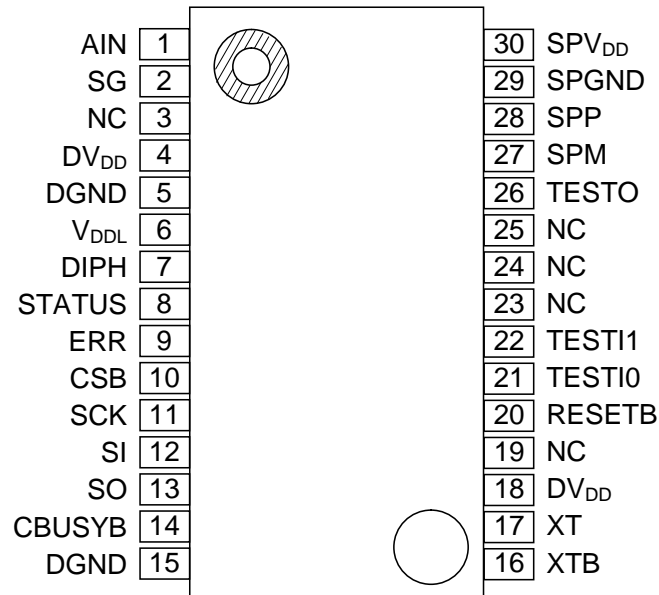 AIN 1 30 SPVDD
SG 2 29 SPGND
NC 3 28 SPP
DVDD 4 27 SPM
DGND 5 26 TESTO
VDDL 6 25 NC
DIPH 7 24 NC
STATUS 8 23 NC
ERR 9 22 TESTI1
CSB 10 21 TESTI0
SCK 11 20 RESETB
SI 12 19 NC
SO 13 18 DVDD
CBUSYB 14 17 XT
DGND 15 16 XTB